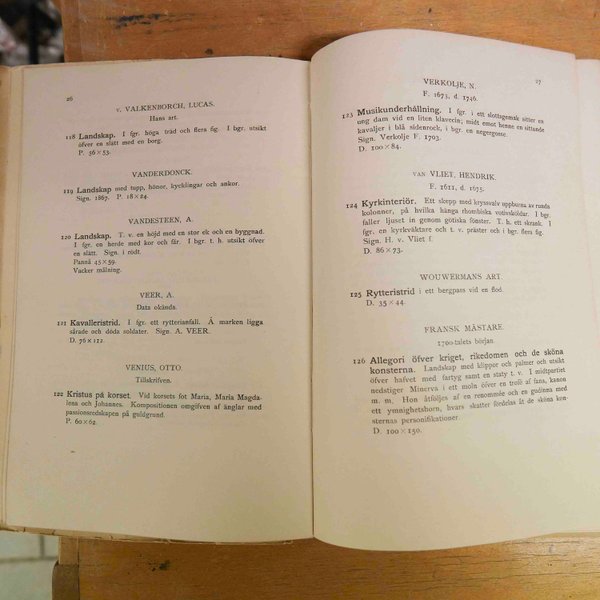 26
v. VALKENBORCH, LUCAS.
Hans art.
118 Landskap. I fgr. höga träd och flera fig. I bgr. utsikt
öfver en slätt med en borg.
P. 56×53.
VANDERDONCK.
119 Landskap med tupp, hönor, kycklingar och ankor.
Sign. 1867. P. 18×24.
VANDESTEEN, A.
120 Landskap. T. v. en höjd med en stor ek och en byggnad.
I fgr. en herde med kor och får. I bgr. t. h. utsikt öfver
en slätt. Sign. i rödt.
Pannå 45×59.
Vacker målning.
VEER, A.
Data okända.
121 Kavalleristrid. I fgr. ett rytterianfall. Å marken ligga
sårade och döda soldater. Sign. A. VEER.
D. 76×122.
VENIUS, OTTO.
Tillskrifven.
122 Kristus på korset. Vid korsets fot Maria, Maria Magda-
lena och Johannes. Kompositionen omgifven af änglar med
passionsredskapen på guldgrund.
P. 60×62.
27
VERKOLJE, N.
F. 1673, d. 1746.
123 Musikunderhållning. I fgr. i ett slottsgemak sitter en
ung dam vid en liten klavecin; midt emot henne en sittande
kavaljer i blå sidenrock, i bgr. en negergosse.
Sign. Verkolje F. 1703.
D. 100×84.
VAN VLIET, HENDRIK.
F. 1611, d. 1675.
124 Kyrkinteriör. Ett skepp med kryssvalv uppburna av runda
kolonner, på hvilka hänga rhombiska votivsköldar. I bgr.
faller ljuset in genom götiska fönster. T. h. ett skrank. I
fgr. en kyrkväktare och t. v. präster och i bgr. flera fig.
Sign. H. v. Vliet f.
D. 86×73.
WOUWERMANS ART.
125 Rytteristrid i ett bergpass vid en flod.
D. 35×44.
FRANSK MÄSTARE.
1700-talets början.
126 Allegori öfver kriget, rikedomen och de sköna
konsterna. Landskap med klippor och palmer och utsikt
öfver hafvet med fartyg samt en staty t. v. I midtpartiet
nedstiger Minerva i ett moln öfver en trofé af fana, kanon
m. m. Hon åtföljes af en renommée och en gudinna med
ett ymnighetshorn, hvars skatter fördelas åt de sköna kon-
sternas personifikationer.
D. 100×150.